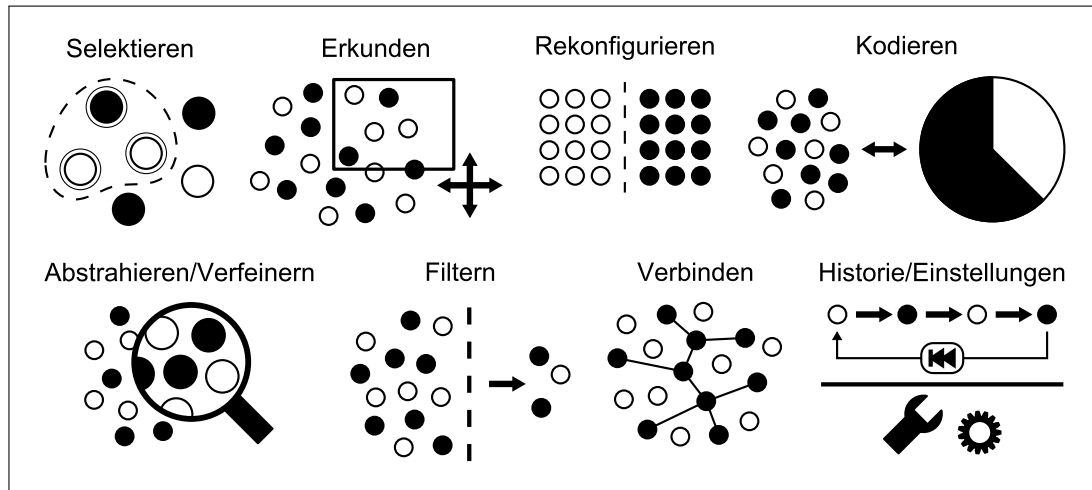 Selektieren
Erkunden
Rekonfigurieren
Kodieren
Abstrahieren/Verfeinern
Filtern
Verbinden
Historie/Einstellungen